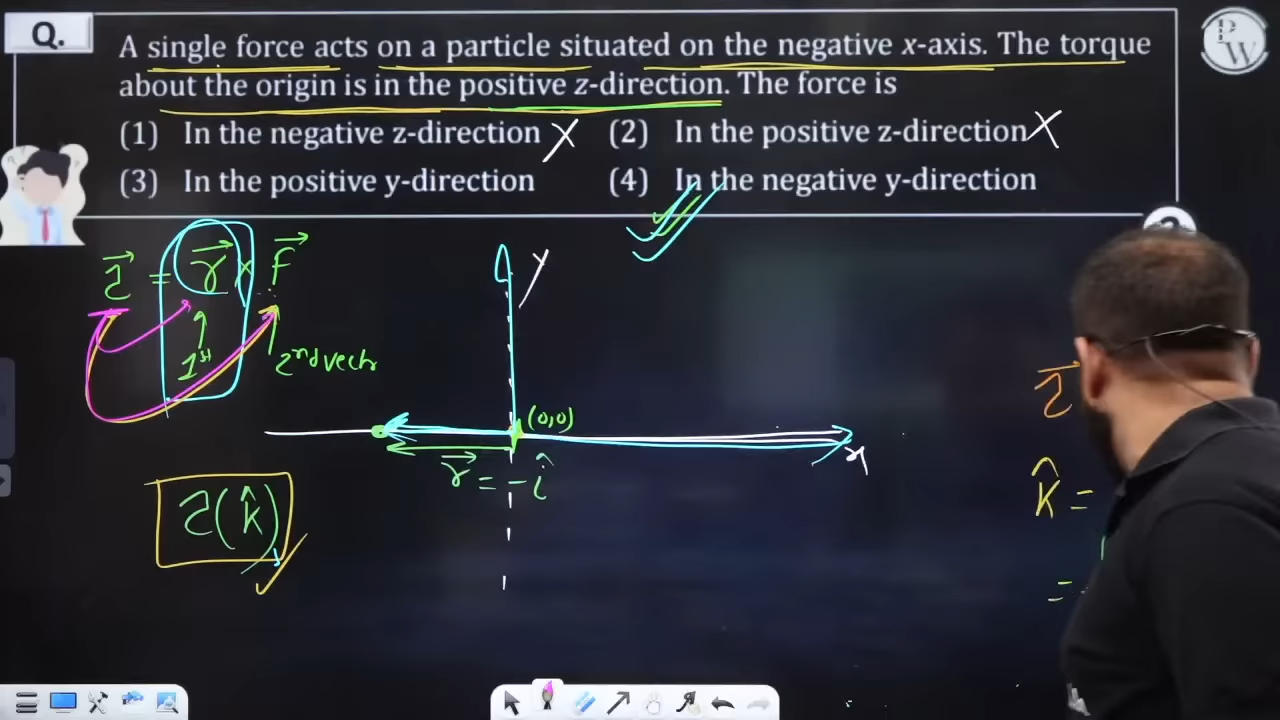 Q.
A single force acts on a particle situated on the negative x-axis. The torque
about the origin is in the positive z-direction. The force is
(1) In the negative z-direction X (2) In the positive z-direction X
(3) In the positive y-direction (4) In the negative y-direction
P
W
τ⃗ = r⃗ × F⃗
1st
2nd vech
y
(0,0)
x
r⃗ = -î
τ(k̂)
τ⃗
k̂ =
=